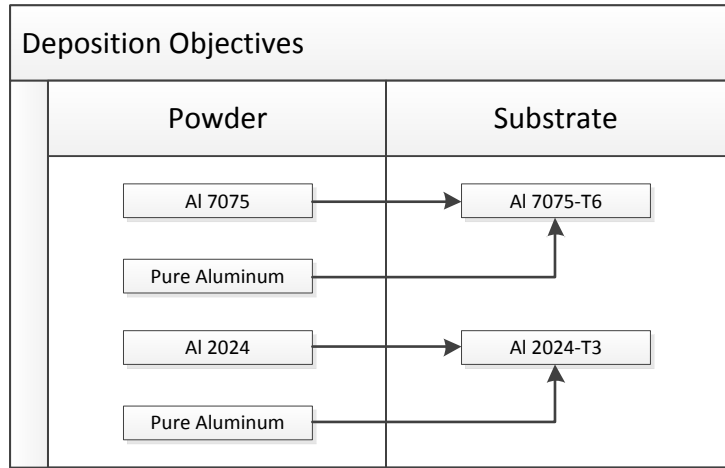 Deposition Objectives
Powder
Substrate
Al 7075
Al 7075-T6
Pure Aluminum
Al 2024
Al 2024-T3
Pure Aluminum